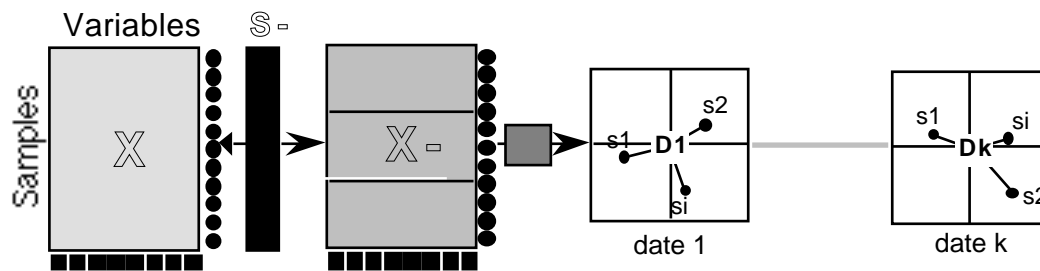 Variables
S -
Samples
X
X -
s1
s2
D1
si
date 1
s1
si
Dk
s2
date k